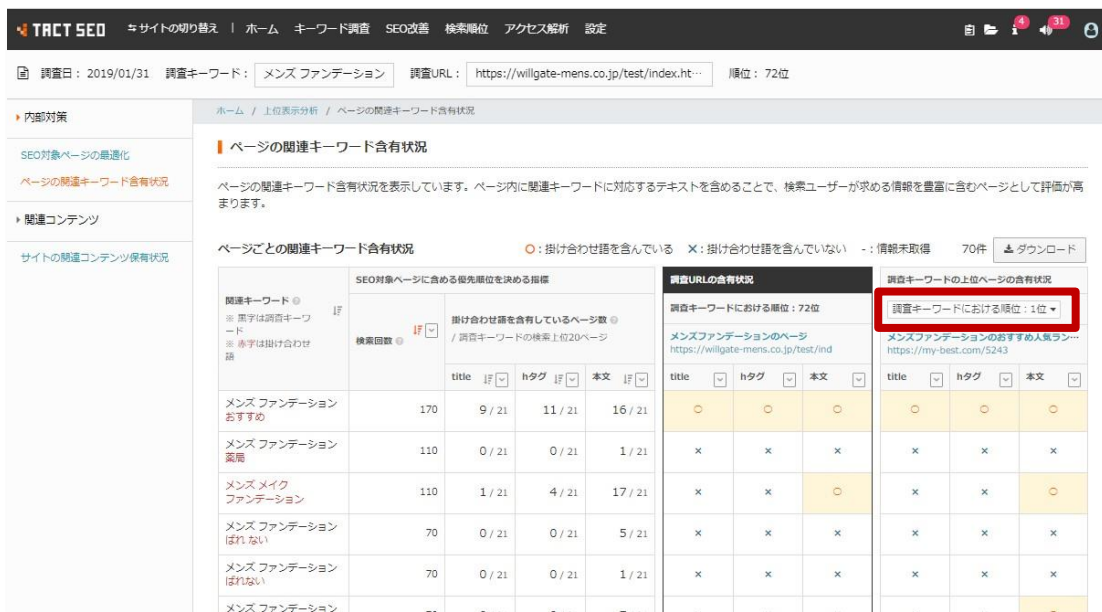 TACT SEO ⇆サイトの切り替え | ホーム キーワード調査 SEO改善 検索順位 アクセス解析 設定 4 31
調査日:2019/01/31 調査キーワード: メンズ ファンデーション 調査URL: https://willgate-mens.co.jp/test/index.ht… 順位:72位
内部対策
SEO対象ページの最適化
ページの関連キーワード含有状況
関連コンテンツ
サイトの関連コンテンツ保有状況
ホーム / 上位表示分析 / ページの関連キーワード含有状況
ページの関連キーワード含有状況
ページの関連キーワード含有状況を表示しています。ページ内に関連キーワードに対応するテキストを含めることで、検索ユーザーが求める情報を豊富に含むページとして評価が高
まります。
ページごとの関連キーワード含有状況 ○:掛け合わせ語を含んでいる ×:掛け合わせ語を含んでいない -:情報未取得 70件 ダウンロード
関連キーワード
※ 黒字は調査キーワ
ード
※ 赤字は掛け合わせ
語
SEO対象ページに含める優先順位を決める指標
検索回数
掛け合わせ語を含有しているページ数
/ 調査キーワードの検索上位20ページ
title hタグ 本文
調査URLの含有状況
調査キーワードにおける順位:72位
メンズファンデーションのページ
https://willgate-mens.co.jp/test/ind
title hタグ 本文
調査キーワードの上位ページの含有状況
調査キーワードにおける順位:1位
メンズファンデーションのおすすめ人気ラン…
https://my-best.com/5243
title hタグ 本文
メンズ ファンデーション
おすすめ
170 9 / 21 11 / 21 16 / 21 ○ ○ ○ ○ ○ ○
メンズ ファンデーション
薬局
110 0 / 21 0 / 21 1 / 21 × × × × × ×
メンズ メイク
ファンデーション
110 1 / 21 4 / 21 17 / 21 × × ○ × × ○
メンズ ファンデーション
ばれ ない
70 0 / 21 0 / 21 5 / 21 × × × × × ×
メンズ ファンデーション
ばれない
70 0 / 21 0 / 21 1 / 21 × × × × × ×
メンズ ファンデーション